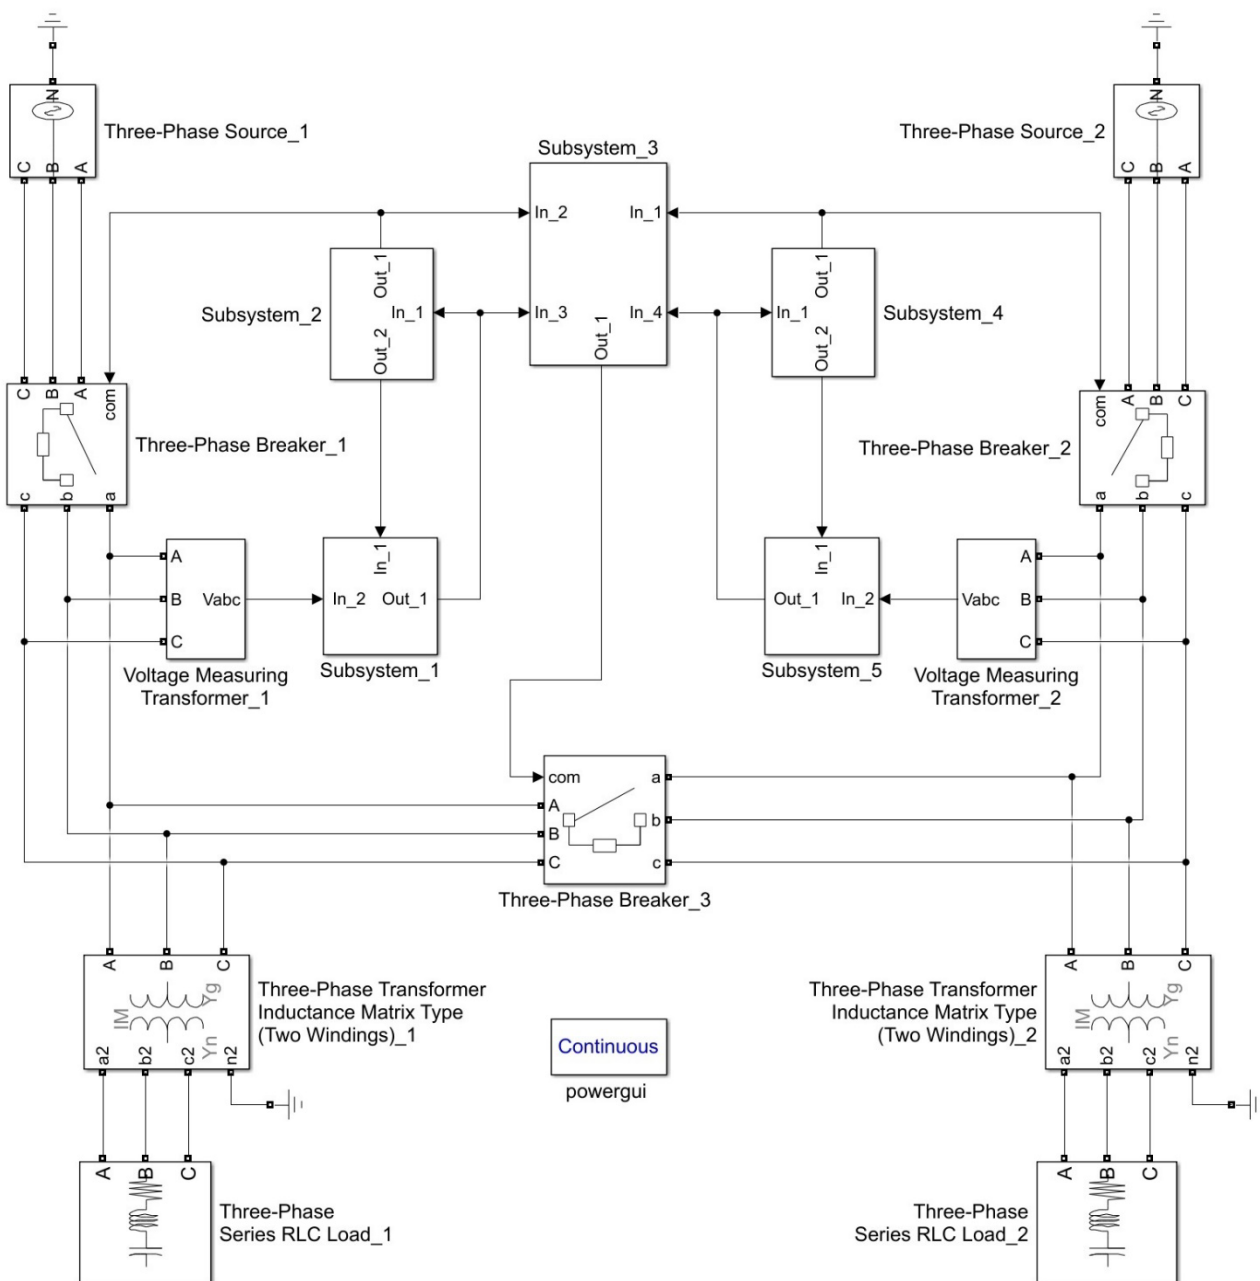 N
Three-Phase Source_1
C B A
N
Three-Phase Source_2
C B A
Subsystem_3
In_2
In_1
In_3
In_4
Out_1
Subsystem_2
Out_1
In_1
Out_2
Subsystem_4
Out_1
In_1
Out_2
C B A com
Three-Phase Breaker_1
c b a
com A B C
Three-Phase Breaker_2
a b c
A
B
C
Vabc
Voltage Measuring
Transformer_1
In_1
In_2
Out_1
Subsystem_1
In_1
Out_1
In_2
Subsystem_5
A
B
C
Vabc
Voltage Measuring
Transformer_2
com
A
B
C
a
b
c
Three-Phase Breaker_3
A B C
IM
Yg
Yn
a2 b2 c2 n2
Three-Phase Transformer
Inductance Matrix Type
(Two Windings)_1
Three-Phase Transformer
Inductance Matrix Type
(Two Windings)_2
A B C
IM
Yg
Yn
a2 b2 c2 n2
Continuous
powergui
A B C
Three-Phase
Series RLC Load_1
Three-Phase
Series RLC Load_2
A B C